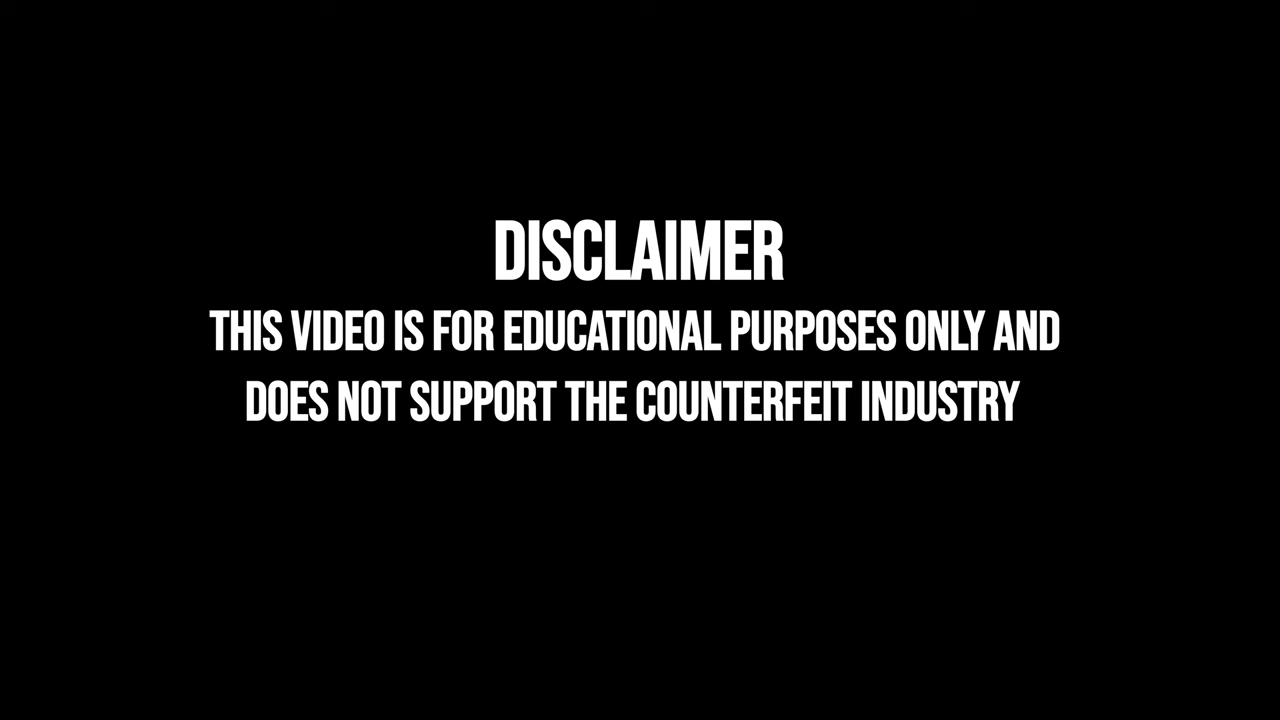 DISCLAIMER
THIS VIDEO IS FOR EDUCATIONAL PURPOSES ONLY AND
DOES NOT SUPPORT THE COUNTERFEIT INDUSTRY